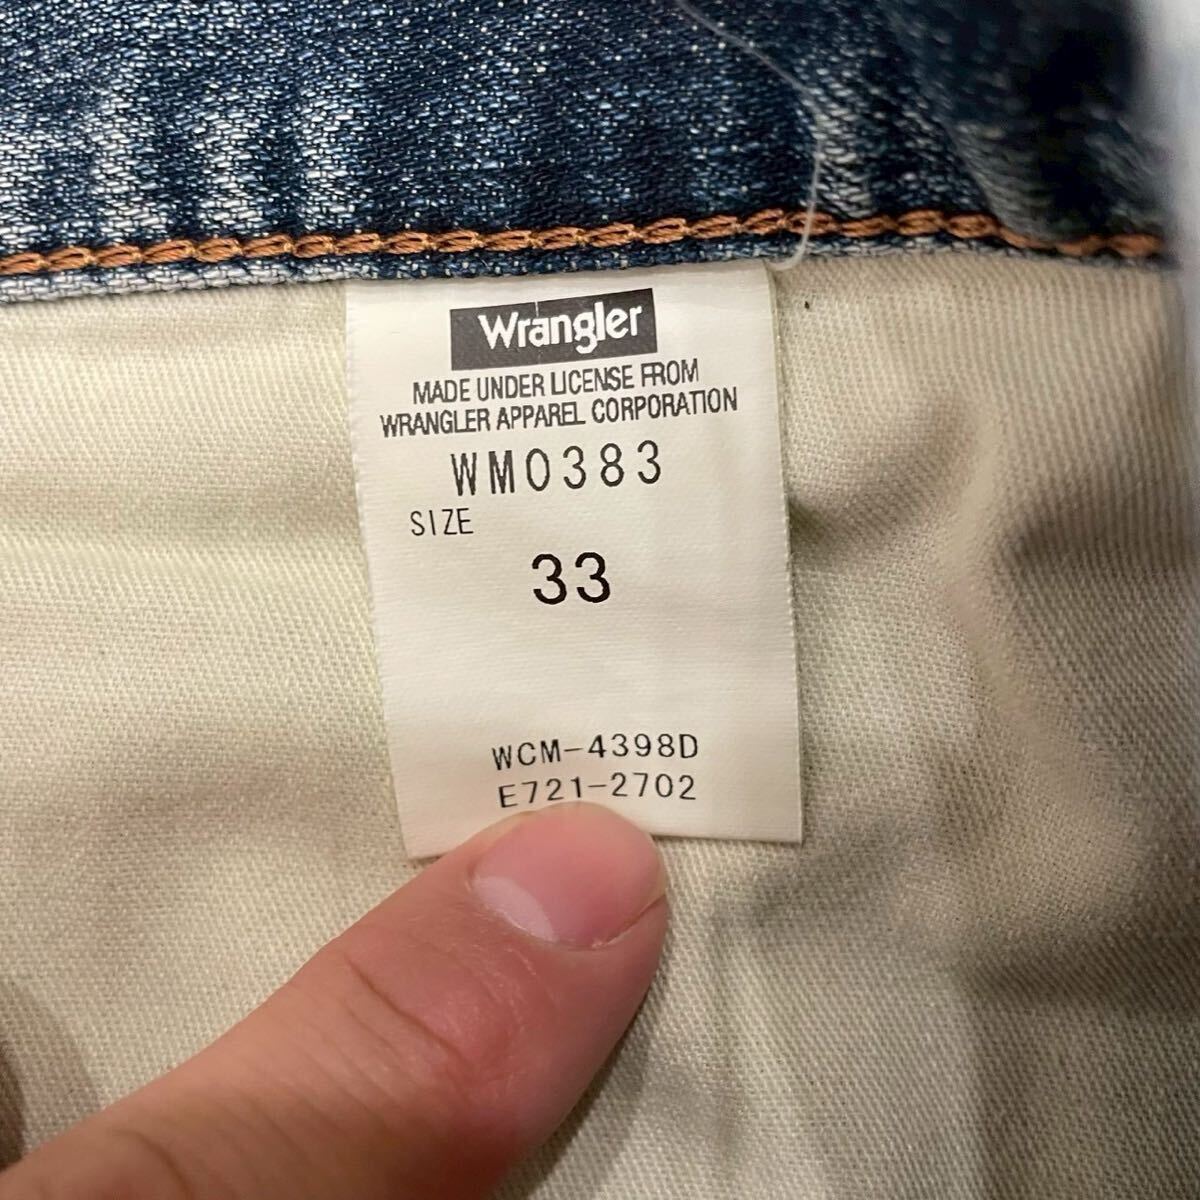 Wrangler
MADE UNDER LICENSE FROM
WRANGLER APPAREL CORPORATION
WM0383
SIZE
33
WCM-4398D
E721-2702